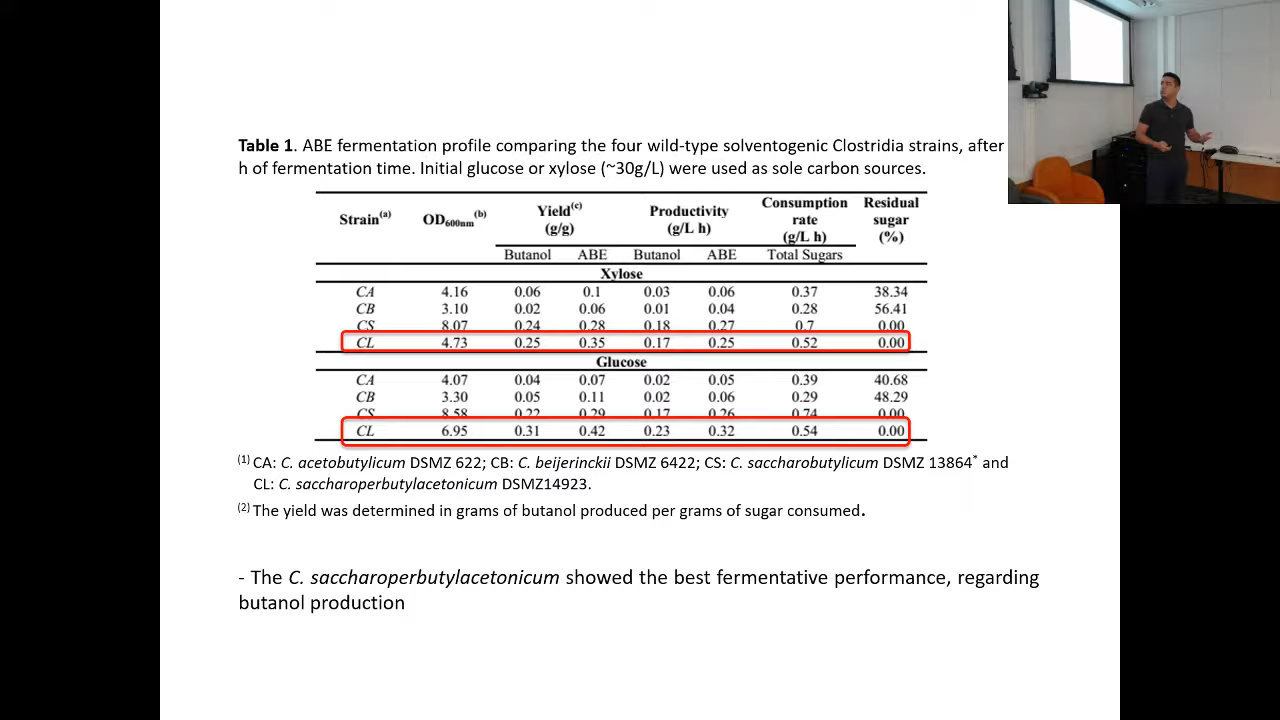 Table 1. ABE fermentation profile comparing the four wild-type solventogenic Clostridia strains, after
h of fermentation time. Initial glucose or xylose (~30g/L) were used as sole carbon sources.
Strain(a) OD600nm(b) Yield(c) (g/g) Productivity (g/L h) Consumption rate (g/L h) Residual sugar (%)
Butanol ABE Butanol ABE Total Sugars
Xylose
CA 4.16 0.06 0.1 0.03 0.06 0.37 38.34
CB 3.10 0.02 0.06 0.01 0.04 0.28 56.41
CS 8.07 0.24 0.28 0.18 0.27 0.7 0.00
CL 4.73 0.25 0.35 0.17 0.25 0.52 0.00
Glucose
CA 4.07 0.04 0.07 0.02 0.05 0.39 40.68
CB 3.30 0.05 0.11 0.02 0.06 0.29 48.29
CS 8.58 0.22 0.29 0.17 0.26 0.74 0.00
CL 6.95 0.31 0.42 0.23 0.32 0.54 0.00
(1) CA: C. acetobutylicum DSMZ 622; CB: C. beijerinckii DSMZ 6422; CS: C. saccharobutylicum DSMZ 13864* and
CL: C. saccharoperbutylacetonicum DSMZ14923.
(2) The yield was determined in grams of butanol produced per grams of sugar consumed.
- The C. saccharoperbutylacetonicum showed the best fermentative performance, regarding
butanol production